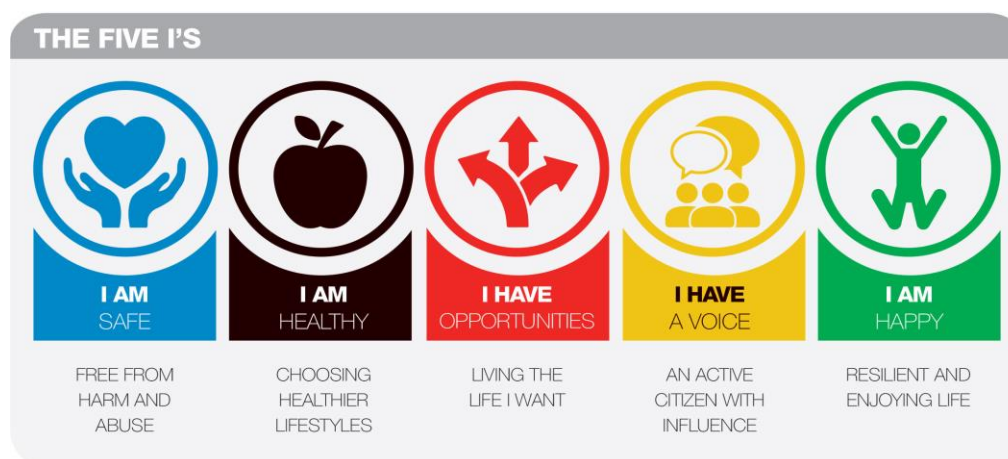 THE FIVE I'S
I AM
SAFE
FREE FROM
HARM AND
ABUSE
I AM
HEALTHY
CHOOSING
HEALTHIER
LIFESTYLES
I HAVE
OPPORTUNITIES
LIVING THE
LIFE I WANT
I HAVE
A VOICE
AN ACTIVE
CITIZEN WITH
INFLUENCE
I AM
HAPPY
RESILIENT AND
ENJOYING LIFE